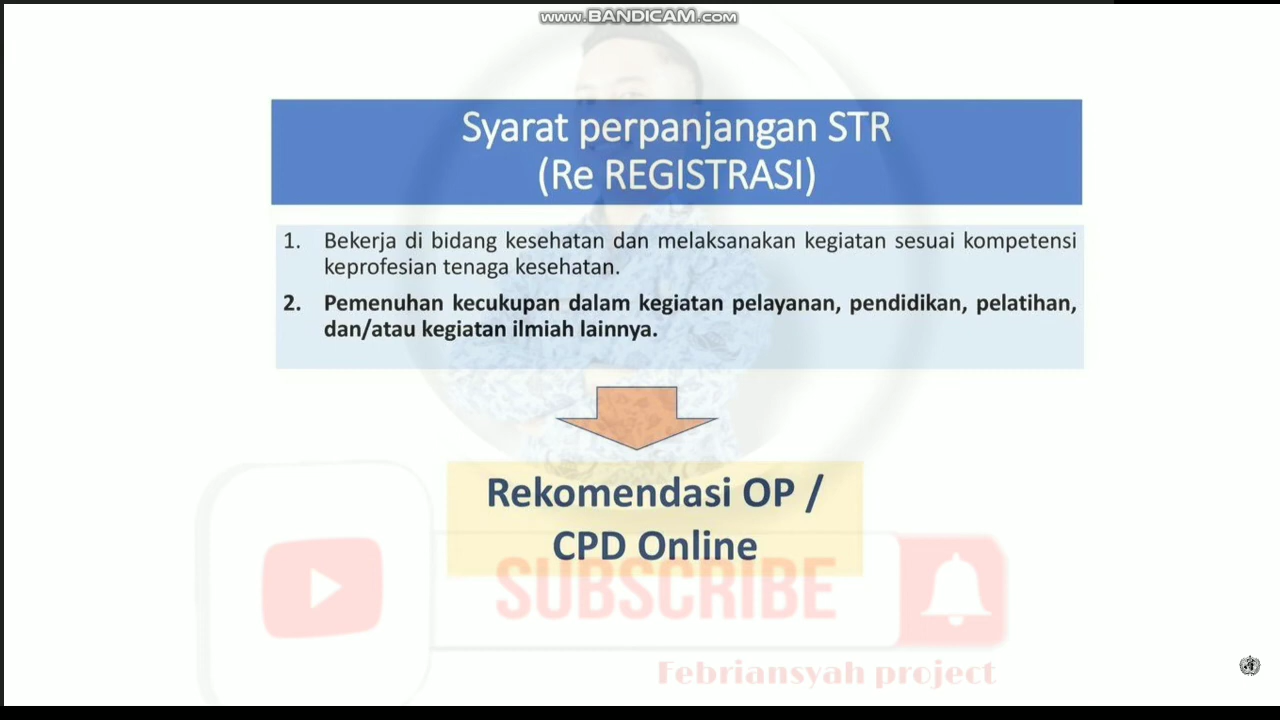 www.BANDICAM.com
Syarat perpanjangan STR
(Re REGISTRASI)
1. Bekerja di bidang kesehatan dan melaksanakan kegiatan sesuai kompetensi
keprofesian tenaga kesehatan.
2. Pemenuhan kecukupan dalam kegiatan pelayanan, pendidikan, pelatihan,
dan/atau kegiatan ilmiah lainnya.
Rekomendasi OP /
CPD Online
SUBSCRIBE
Febriansyah project